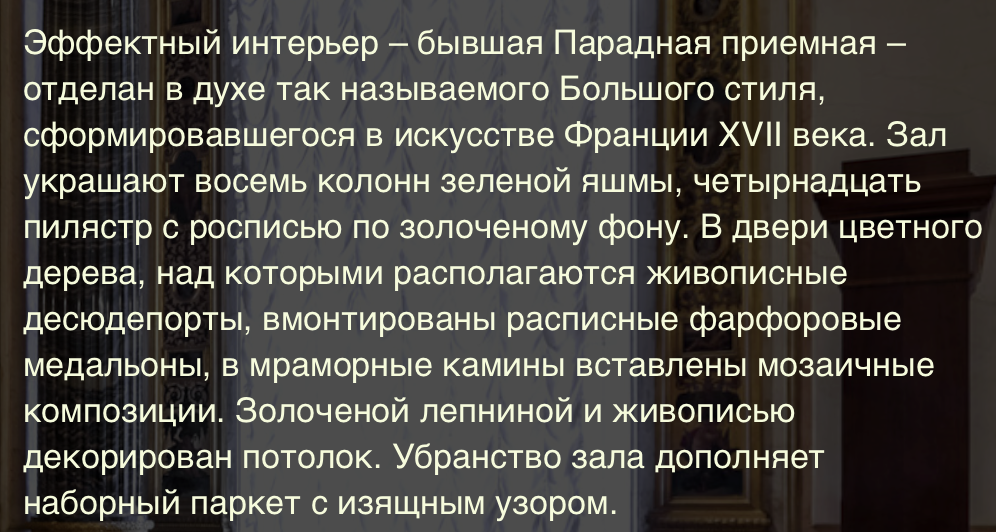 Эффектный интерьер – бывшая Парадная приемная –
отделан в духе так называемого Большого стиля,
сформировавшегося в искусстве Франции XVII века. Зал
украшают восемь колонн зеленой яшмы, четырнадцать
пилястр с росписью по золоченому фону. В двери цветного
дерева, над которыми располагаются живописные
десюдепорты, вмонтированы расписные фарфоровые
медальоны, в мраморные камины вставлены мозаичные
композиции. Золоченой лепниной и живописью
декорирован потолок. Убранство зала дополняет
наборный паркет с изящным узором.